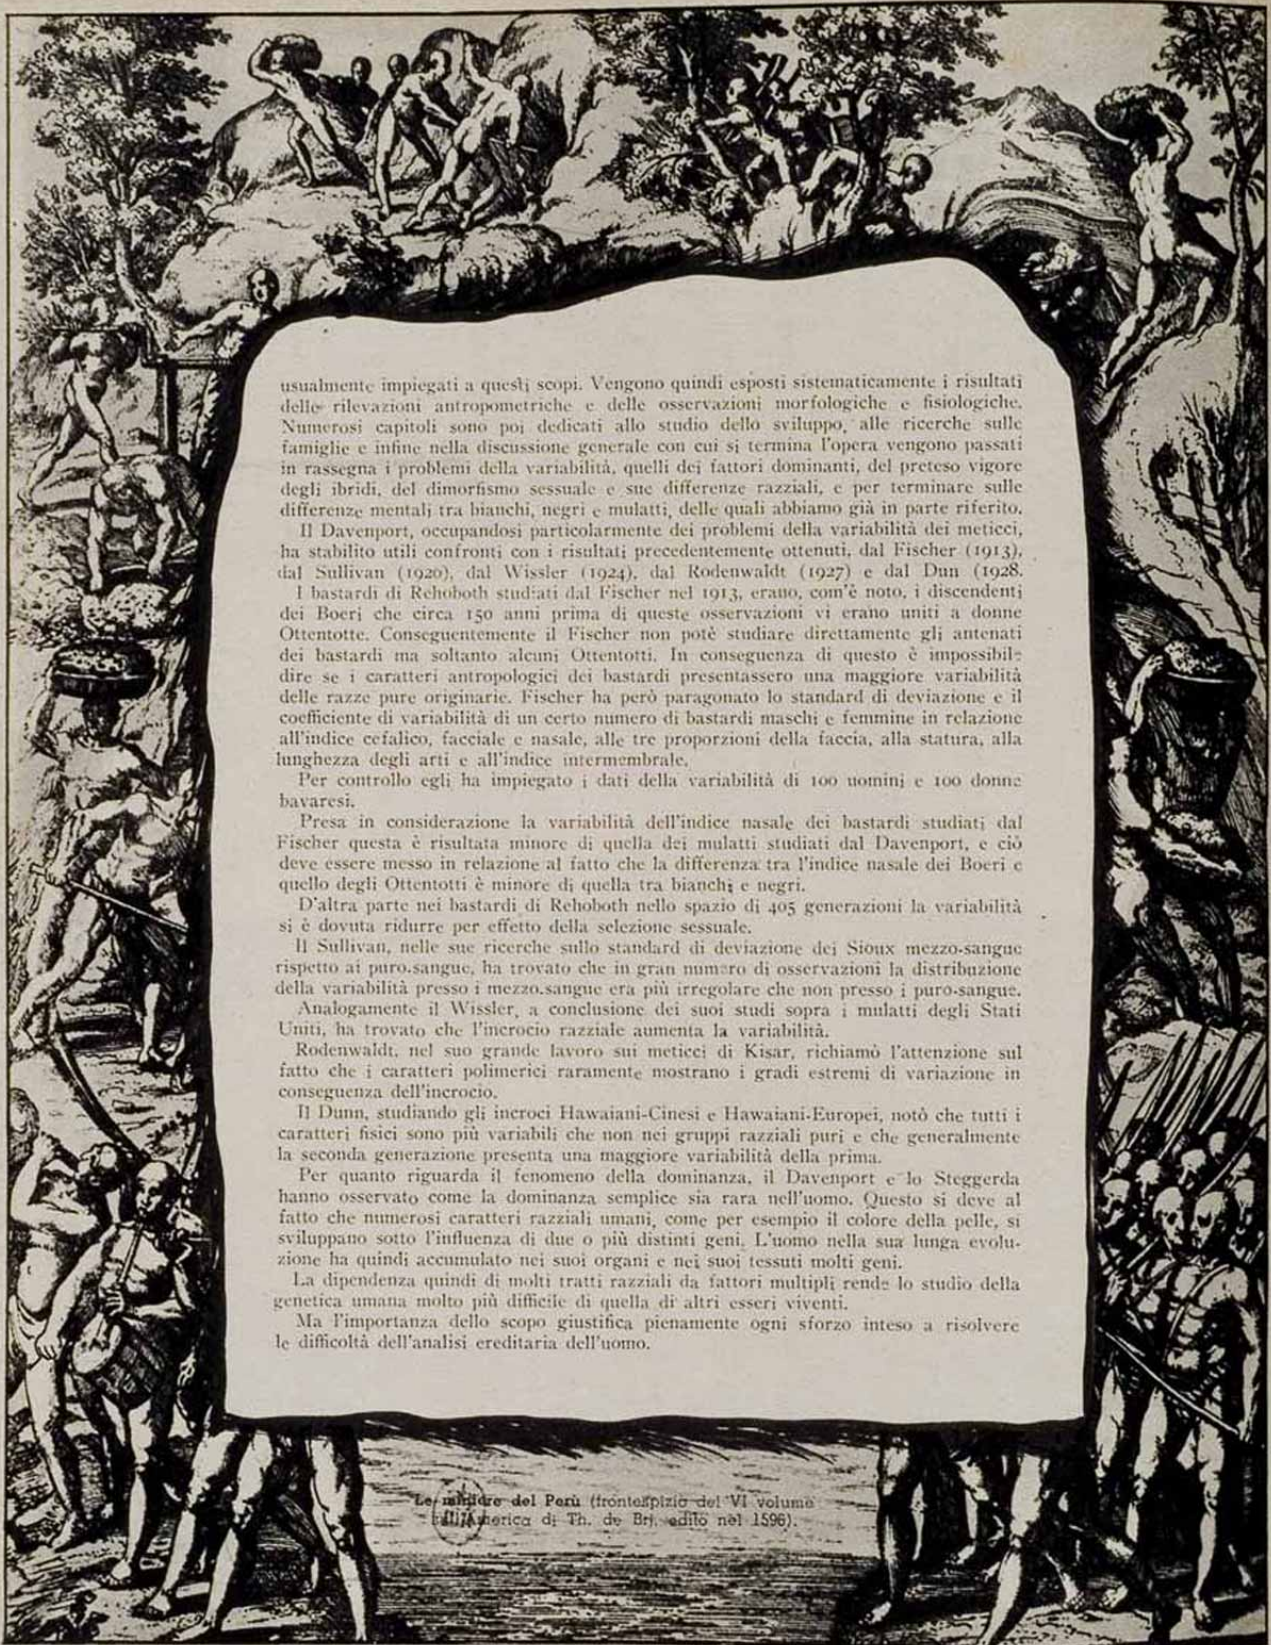 usualmente impiegati a questi scopi. Vengono quindi esposti sistematicamente i risultati
delle rilevazioni antropometriche e delle osservazioni morfologiche e fisiologiche.
Numerosi capitoli sono poi dedicati allo studio dello sviluppo, alle ricerche sulle
famiglie e infine nella discussione generale con cui si termina l'opera vengono passati
in rassegna i problemi della variabilità, quelli dei fattori dominanti, del preteso vigore
degli ibridi, del dimorfismo sessuale e sue differenze razziali, e per terminare sulle
differenze mentali tra bianchi, negri e mulatti, delle quali abbiamo già in parte riferito.
Il Davenport, occupandosi particolarmente dei problemi della variabilità dei meticci,
ha stabilito utili confronti con i risultati precedentemente ottenuti, dal Fischer (1913),
dal Sullivan (1920), dal Wissler (1924), dal Rodenwaldt (1927) e dal Dun (1928.
I bastardi di Rehoboth studiati dal Fischer nel 1913, erano, com'è noto, i discendenti
dei Boeri che circa 150 anni prima di queste osservazioni vi erano uniti a donne
Ottentotte. Conseguentemente il Fischer non potè studiare direttamente gli antenati
dei bastardi ma soltanto alcuni Ottentotti. In conseguenza di questo è impossibile
dire se i caratteri antropologici dei bastardi presentassero una maggiore variabilità
delle razze pure originarie. Fischer ha però paragonato lo standard di deviazione e il
coefficiente di variabilità di un certo numero di bastardi maschi e femmine in relazione
all'indice cefalico, facciale e nasale, alle tre proporzioni della faccia, alla statura, alla
lunghezza degli arti e all'indice intermembrale.
Per controllo egli ha impiegato i dati della variabilità di 100 uomini e 100 donne
bavaresi.
Presa in considerazione la variabilità dell'indice nasale dei bastardi studiati dal
Fischer questa è risultata minore di quella dei mulatti studiati dal Davenport, e ciò
deve essere messo in relazione al fatto che la differenza tra l'indice nasale dei Boeri e
quello degli Ottentotti è minore di quella tra bianchi e negri.
D'altra parte nei bastardi di Rehoboth nello spazio di 405 generazioni la variabilità
si è dovuta ridurre per effetto della selezione sessuale.
Il Sullivan, nelle sue ricerche sullo standard di deviazione dei Sioux mezzo-sangue
rispetto ai puro.sangue, ha trovato che in gran numero di osservazioni la distribuzione
della variabilità presso i mezzo.sangue era più irregolare che non presso i puro-sangue.
Analogamente il Wissler, a conclusione dei suoi studi sopra i mulatti degli Stati
Uniti, ha trovato che l'incrocio razziale aumenta la variabilità.
Rodenwaldt, nel suo grande lavoro sui meticci di Kisar, richiamò l'attenzione sul
fatto che i caratteri polimerici raramente mostrano i gradi estremi di variazione in
conseguenza dell'incrocio.
Il Dunn, studiando gli incroci Hawaiani-Cinesi e Hawaiani-Europei, notò che tutti i
caratteri fisici sono più variabili che non nei gruppi razziali puri e che generalmente
la seconda generazione presenta una maggiore variabilità della prima.
Per quanto riguarda il fenomeno della dominanza, il Davenport e lo Steggerda
hanno osservato come la dominanza semplice sia rara nell'uomo. Questo si deve al
fatto che numerosi caratteri razziali umani, come per esempio il colore della pelle, si
sviluppano sotto l'influenza di due o più distinti geni. L'uomo nella sua lunga evolu-
zione ha quindi accumulato nei suoi organi e nei suoi tessuti molti geni.
La dipendenza quindi di molti tratti razziali da fattori multipli rende lo studio della
genetica umana molto più difficile di quella di altri esseri viventi.
Ma l'importanza dello scopo giustifica pienamente ogni sforzo inteso a risolvere
le difficoltà dell'analisi ereditaria dell'uomo.
Le miniere del Perù (frontespizio del VI volume
dell'America di Th. de Bri. edito nel 1596).